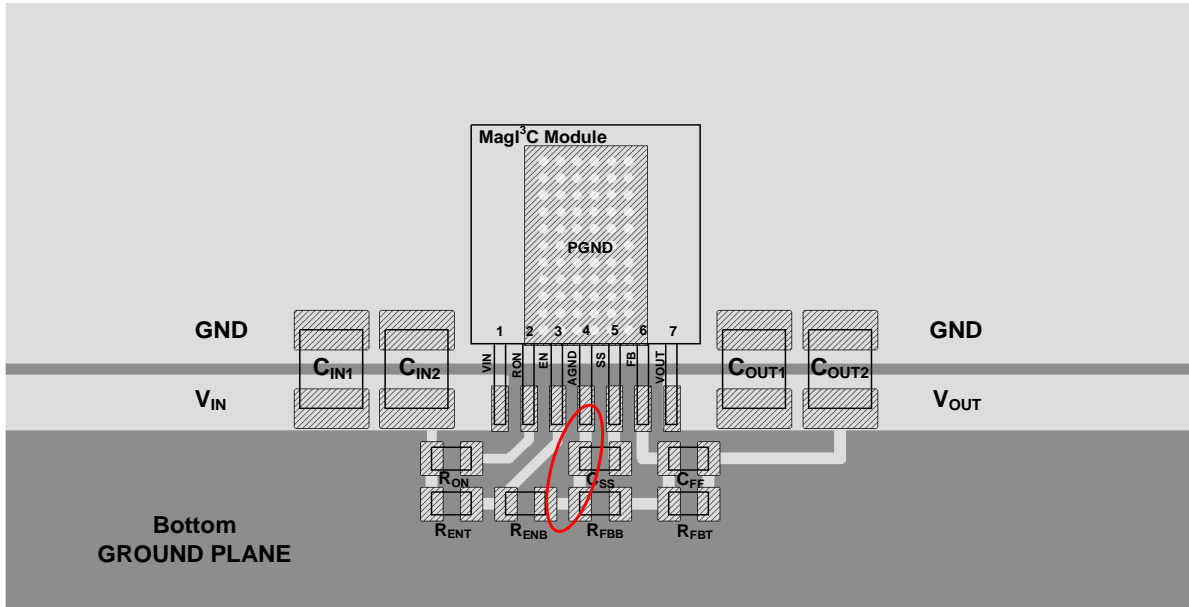 MagI³C Module
PGND
1 2 3 4 5 6 7
VIN RON EN AGND SS FB VOUT
GND GND
CIN1 CIN2 COUT1 COUT2
VIN VOUT
RON CSS CFF
RENT RENB RFBB RFBT
Bottom
GROUND PLANE